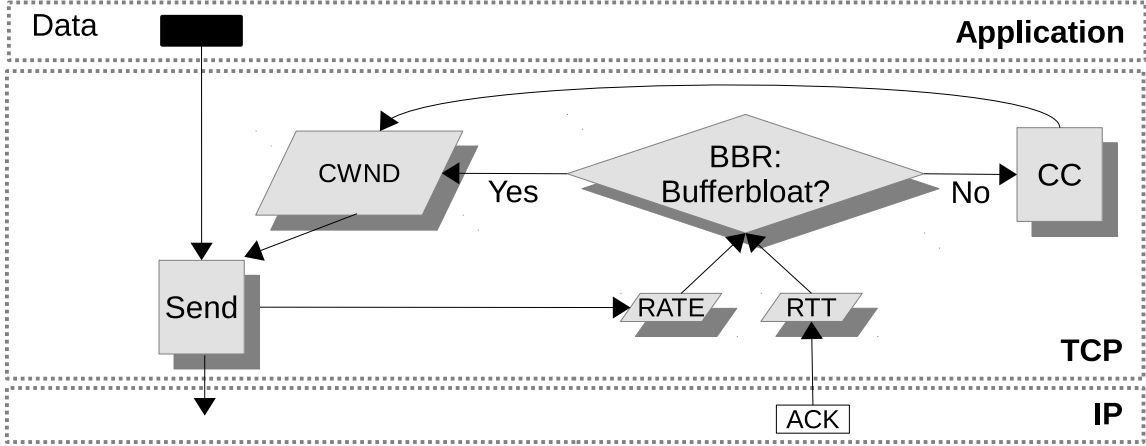 Data
Application
CWND
BBR:
Bufferbloat?
CC
Yes
No
Send
RATE
RTT
TCP
ACK
IP